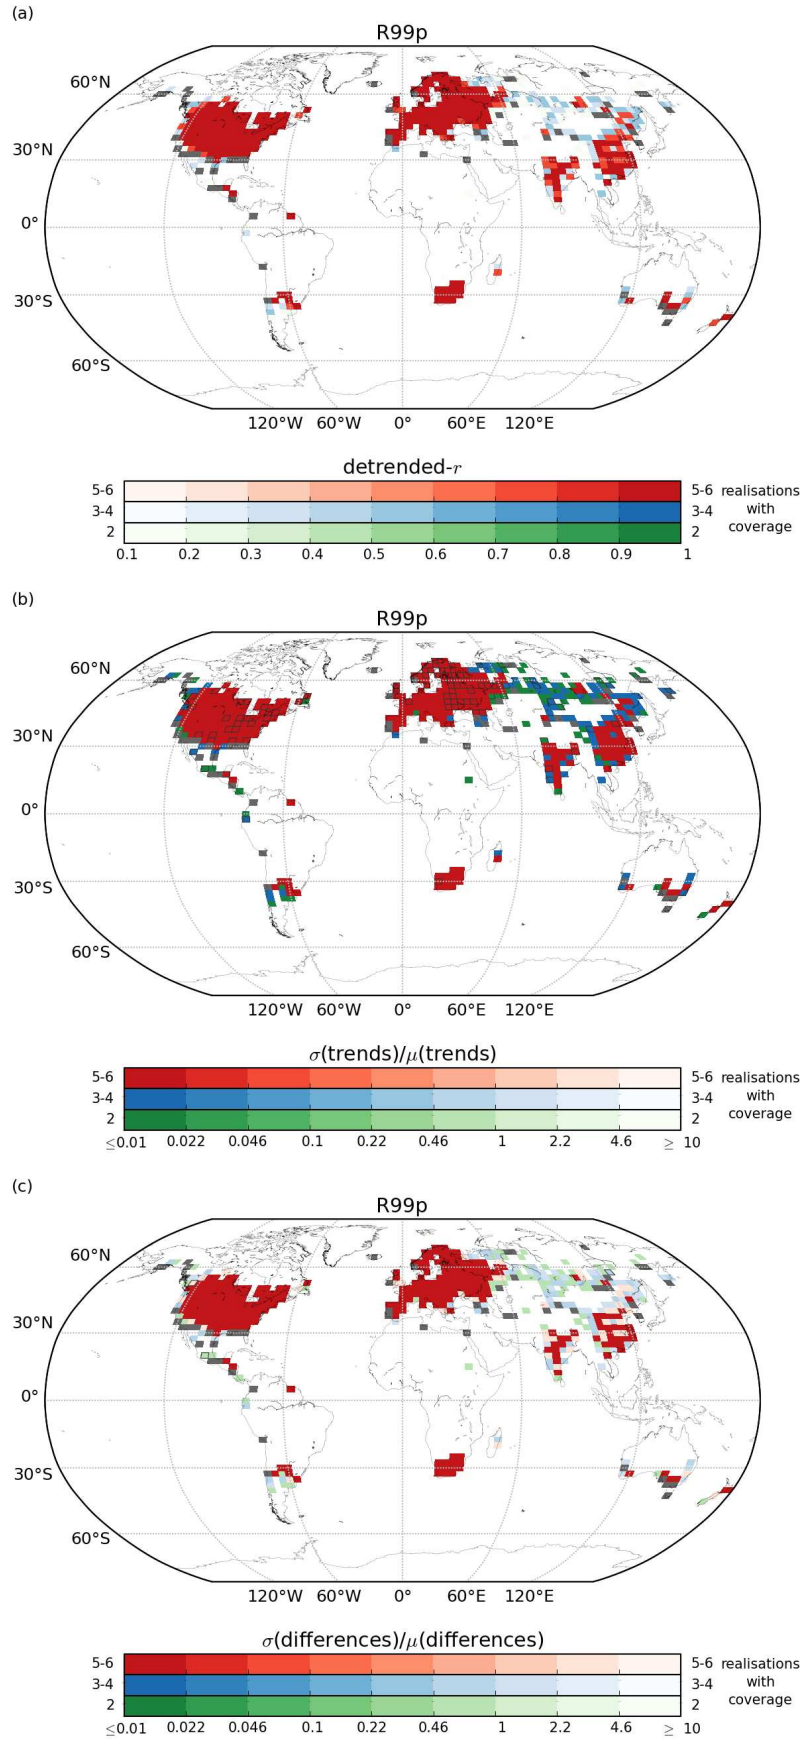 (a)
R99p
60°N
30°N
0°
30°S
60°S
120°W 60°W 0° 60°E 120°E
detrended-r
5-6 5-6 realisations
3-4 3-4 with
2 2 coverage
0.1 0.2 0.3 0.4 0.5 0.6 0.7 0.8 0.9 1
(b)
R99p
60°N
30°N
0°
30°S
60°S
120°W 60°W 0° 60°E 120°E
σ(trends)/μ(trends)
5-6 5-6 realisations
3-4 3-4 with
2 2 coverage
≤0.01 0.022 0.046 0.1 0.22 0.46 1 2.2 4.6 ≥ 10
(c)
R99p
60°N
30°N
0°
30°S
60°S
120°W 60°W 0° 60°E 120°E
σ(differences)/μ(differences)
5-6 5-6 realisations
3-4 3-4 with
2 2 coverage
≤0.01 0.022 0.046 0.1 0.22 0.46 1 2.2 4.6 ≥ 10